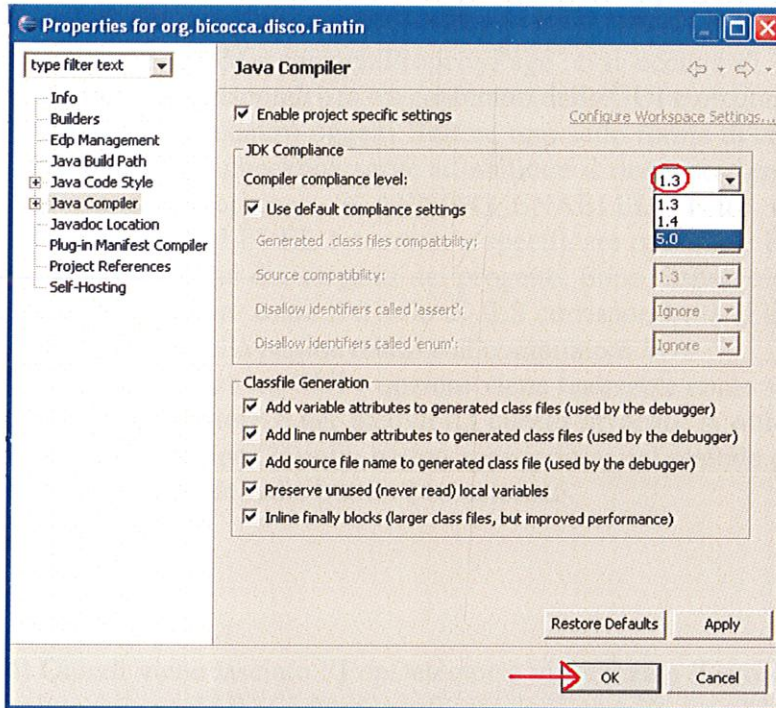 Properties for org.bicocca.disco.Fantin
type filter text
Info
Builders
Edp Management
Java Build Path
Java Code Style
Java Compiler
Javadoc Location
Plug-in Manifest Compiler
Project References
Self-Hosting
Java Compiler
Enable project specific settings
Configure Workspace Settings...
JDK Compliance
Compiler compliance level:
1.3
1.3
1.4
5.0
Use default compliance settings
Generated .class files compatibility:
Source compatibility:
1.3
Disallow identifiers called 'assert':
Ignore
Disallow identifiers called 'enum':
Ignore
Classfile Generation
Add variable attributes to generated class files (used by the debugger)
Add line number attributes to generated class files (used by the debugger)
Add source file name to generated class file (used by the debugger)
Preserve unused (never read) local variables
Inline finally blocks (larger class files, but improved performance)
Restore Defaults
Apply
OK
Cancel